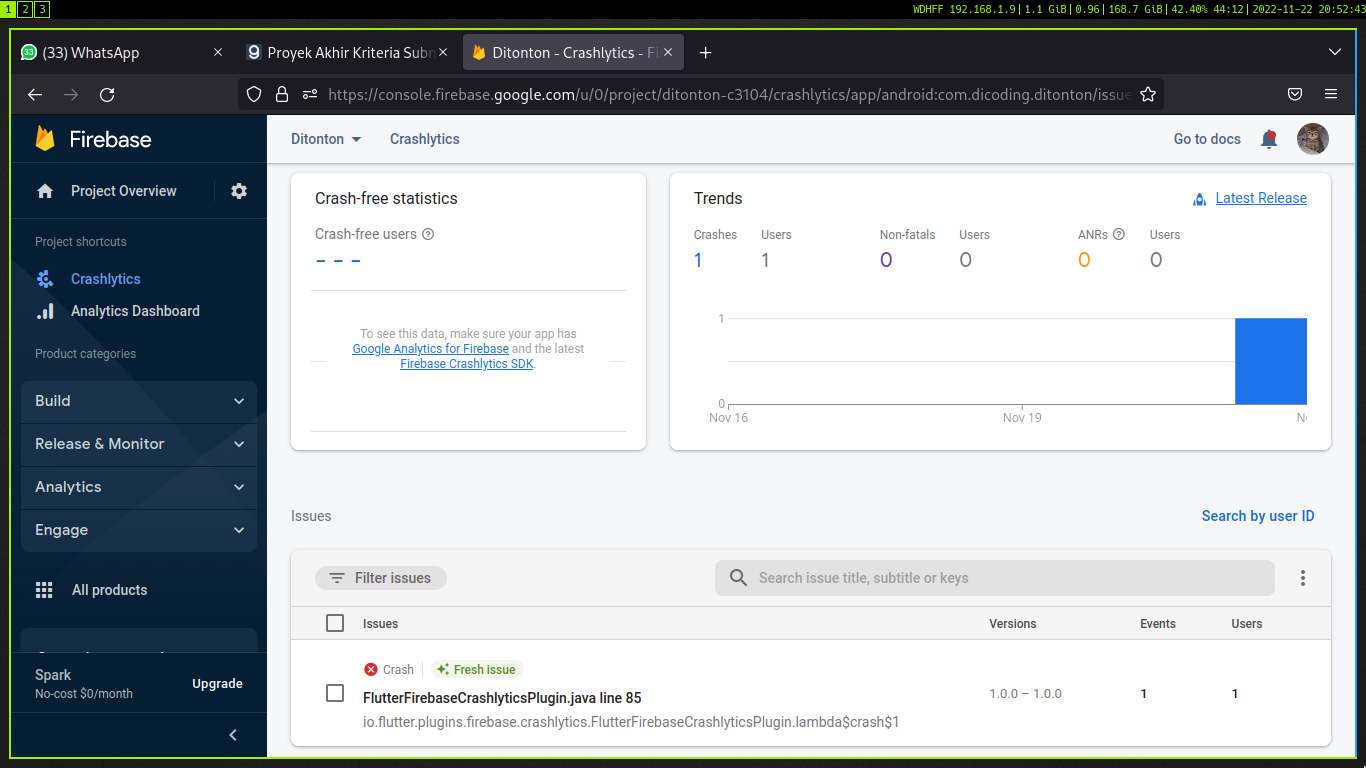 1 2 3
WDHFF 192.168.1.9| 1.1 GiB| 0.96| 168.7 GiB| 42.40% 44:12| 2022-11-22 20:52:43
(33) WhatsApp
Proyek Akhir Kriteria Subm
Ditonton - Crashlytics - Fi
https://console.firebase.google.com/u/0/project/ditonton-c3104/crashlytics/app/android:com.dicoding.ditonton/issue
Firebase
Ditonton
Crashlytics
Go to docs
Project Overview
Project shortcuts
Crashlytics
Analytics Dashboard
Product categories
Build
Release & Monitor
Analytics
Engage
All products
Spark
No-cost $0/month
Upgrade
Crash-free statistics
Crash-free users
To see this data, make sure your app has
Google Analytics for Firebase and the latest
Firebase Crashlytics SDK.
Trends
Latest Release
Crashes Users Non-fatals Users ANRs Users
1 1 0 0 0 0
1
0
Nov 16 Nov 19 No
Issues
Search by user ID
Filter issues
Search issue title, subtitle or keys
Issues Versions Events Users
Crash
Fresh issue
FlutterFirebaseCrashlyticsPlugin.java line 85
1.0.0 – 1.0.0 1 1
io.flutter.plugins.firebase.crashlytics.FlutterFirebaseCrashlyticsPlugin.lambda$crash$1